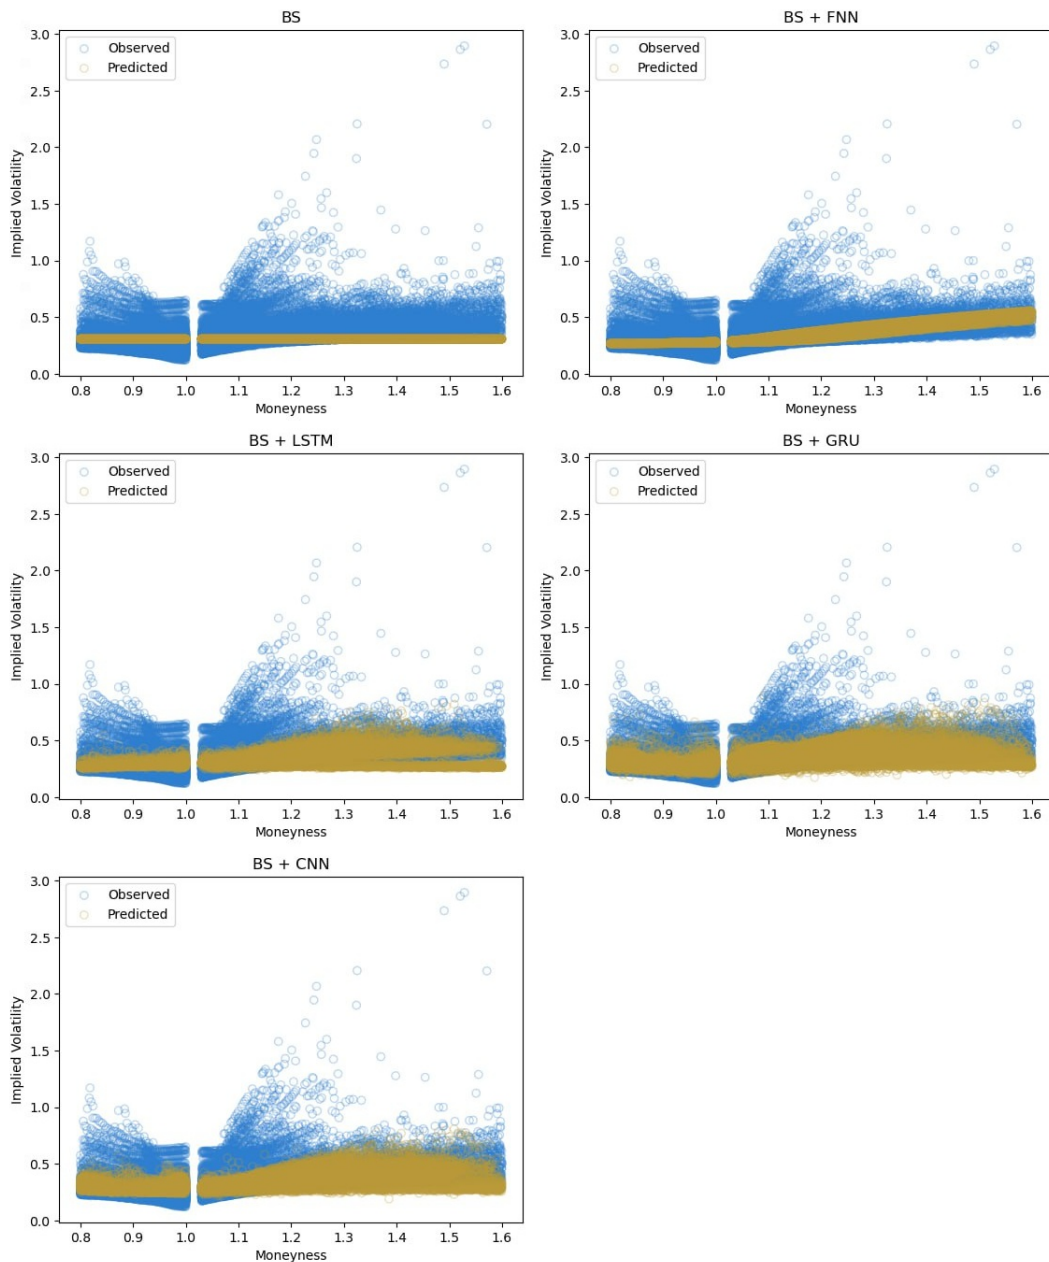 BS
Observed
Predicted
Implied Volatility
3.0
2.5
2.0
1.5
1.0
0.5
0.0
0.8 0.9 1.0 1.1 1.2 1.3 1.4 1.5 1.6
Moneyness
BS + FNN
Observed
Predicted
Implied Volatility
3.0
2.5
2.0
1.5
1.0
0.5
0.0
0.8 0.9 1.0 1.1 1.2 1.3 1.4 1.5 1.6
Moneyness
BS + LSTM
Observed
Predicted
Implied Volatility
3.0
2.5
2.0
1.5
1.0
0.5
0.0
0.8 0.9 1.0 1.1 1.2 1.3 1.4 1.5 1.6
Moneyness
BS + GRU
Observed
Predicted
Implied Volatility
3.0
2.5
2.0
1.5
1.0
0.5
0.0
0.8 0.9 1.0 1.1 1.2 1.3 1.4 1.5 1.6
Moneyness
BS + CNN
Observed
Predicted
Implied Volatility
3.0
2.5
2.0
1.5
1.0
0.5
0.0
0.8 0.9 1.0 1.1 1.2 1.3 1.4 1.5 1.6
Moneyness